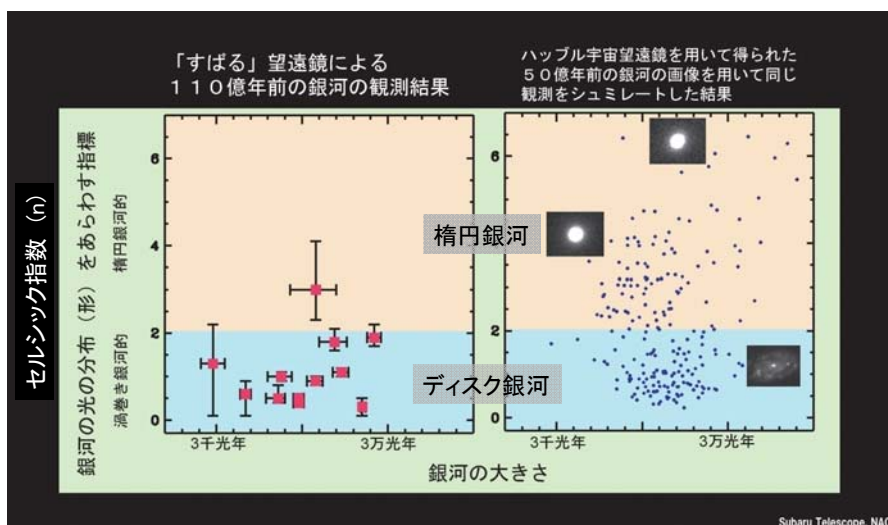 「すばる」望遠鏡による
110億年前の銀河の観測結果
ハッブル宇宙望遠鏡を用いて得られた
50億年前の銀河の画像を用いて同じ
観測をシュミレートした結果
セルシック指数（n）
銀河の光の分布（形）をあらわす指標
楕円銀河的
渦巻き銀河的
6
4
2
0
3千光年
3万光年
楕円銀河
ディスク銀河
6
2
0
3千光年
3万光年
銀河の大きさ
Subaru Telescope, NAO